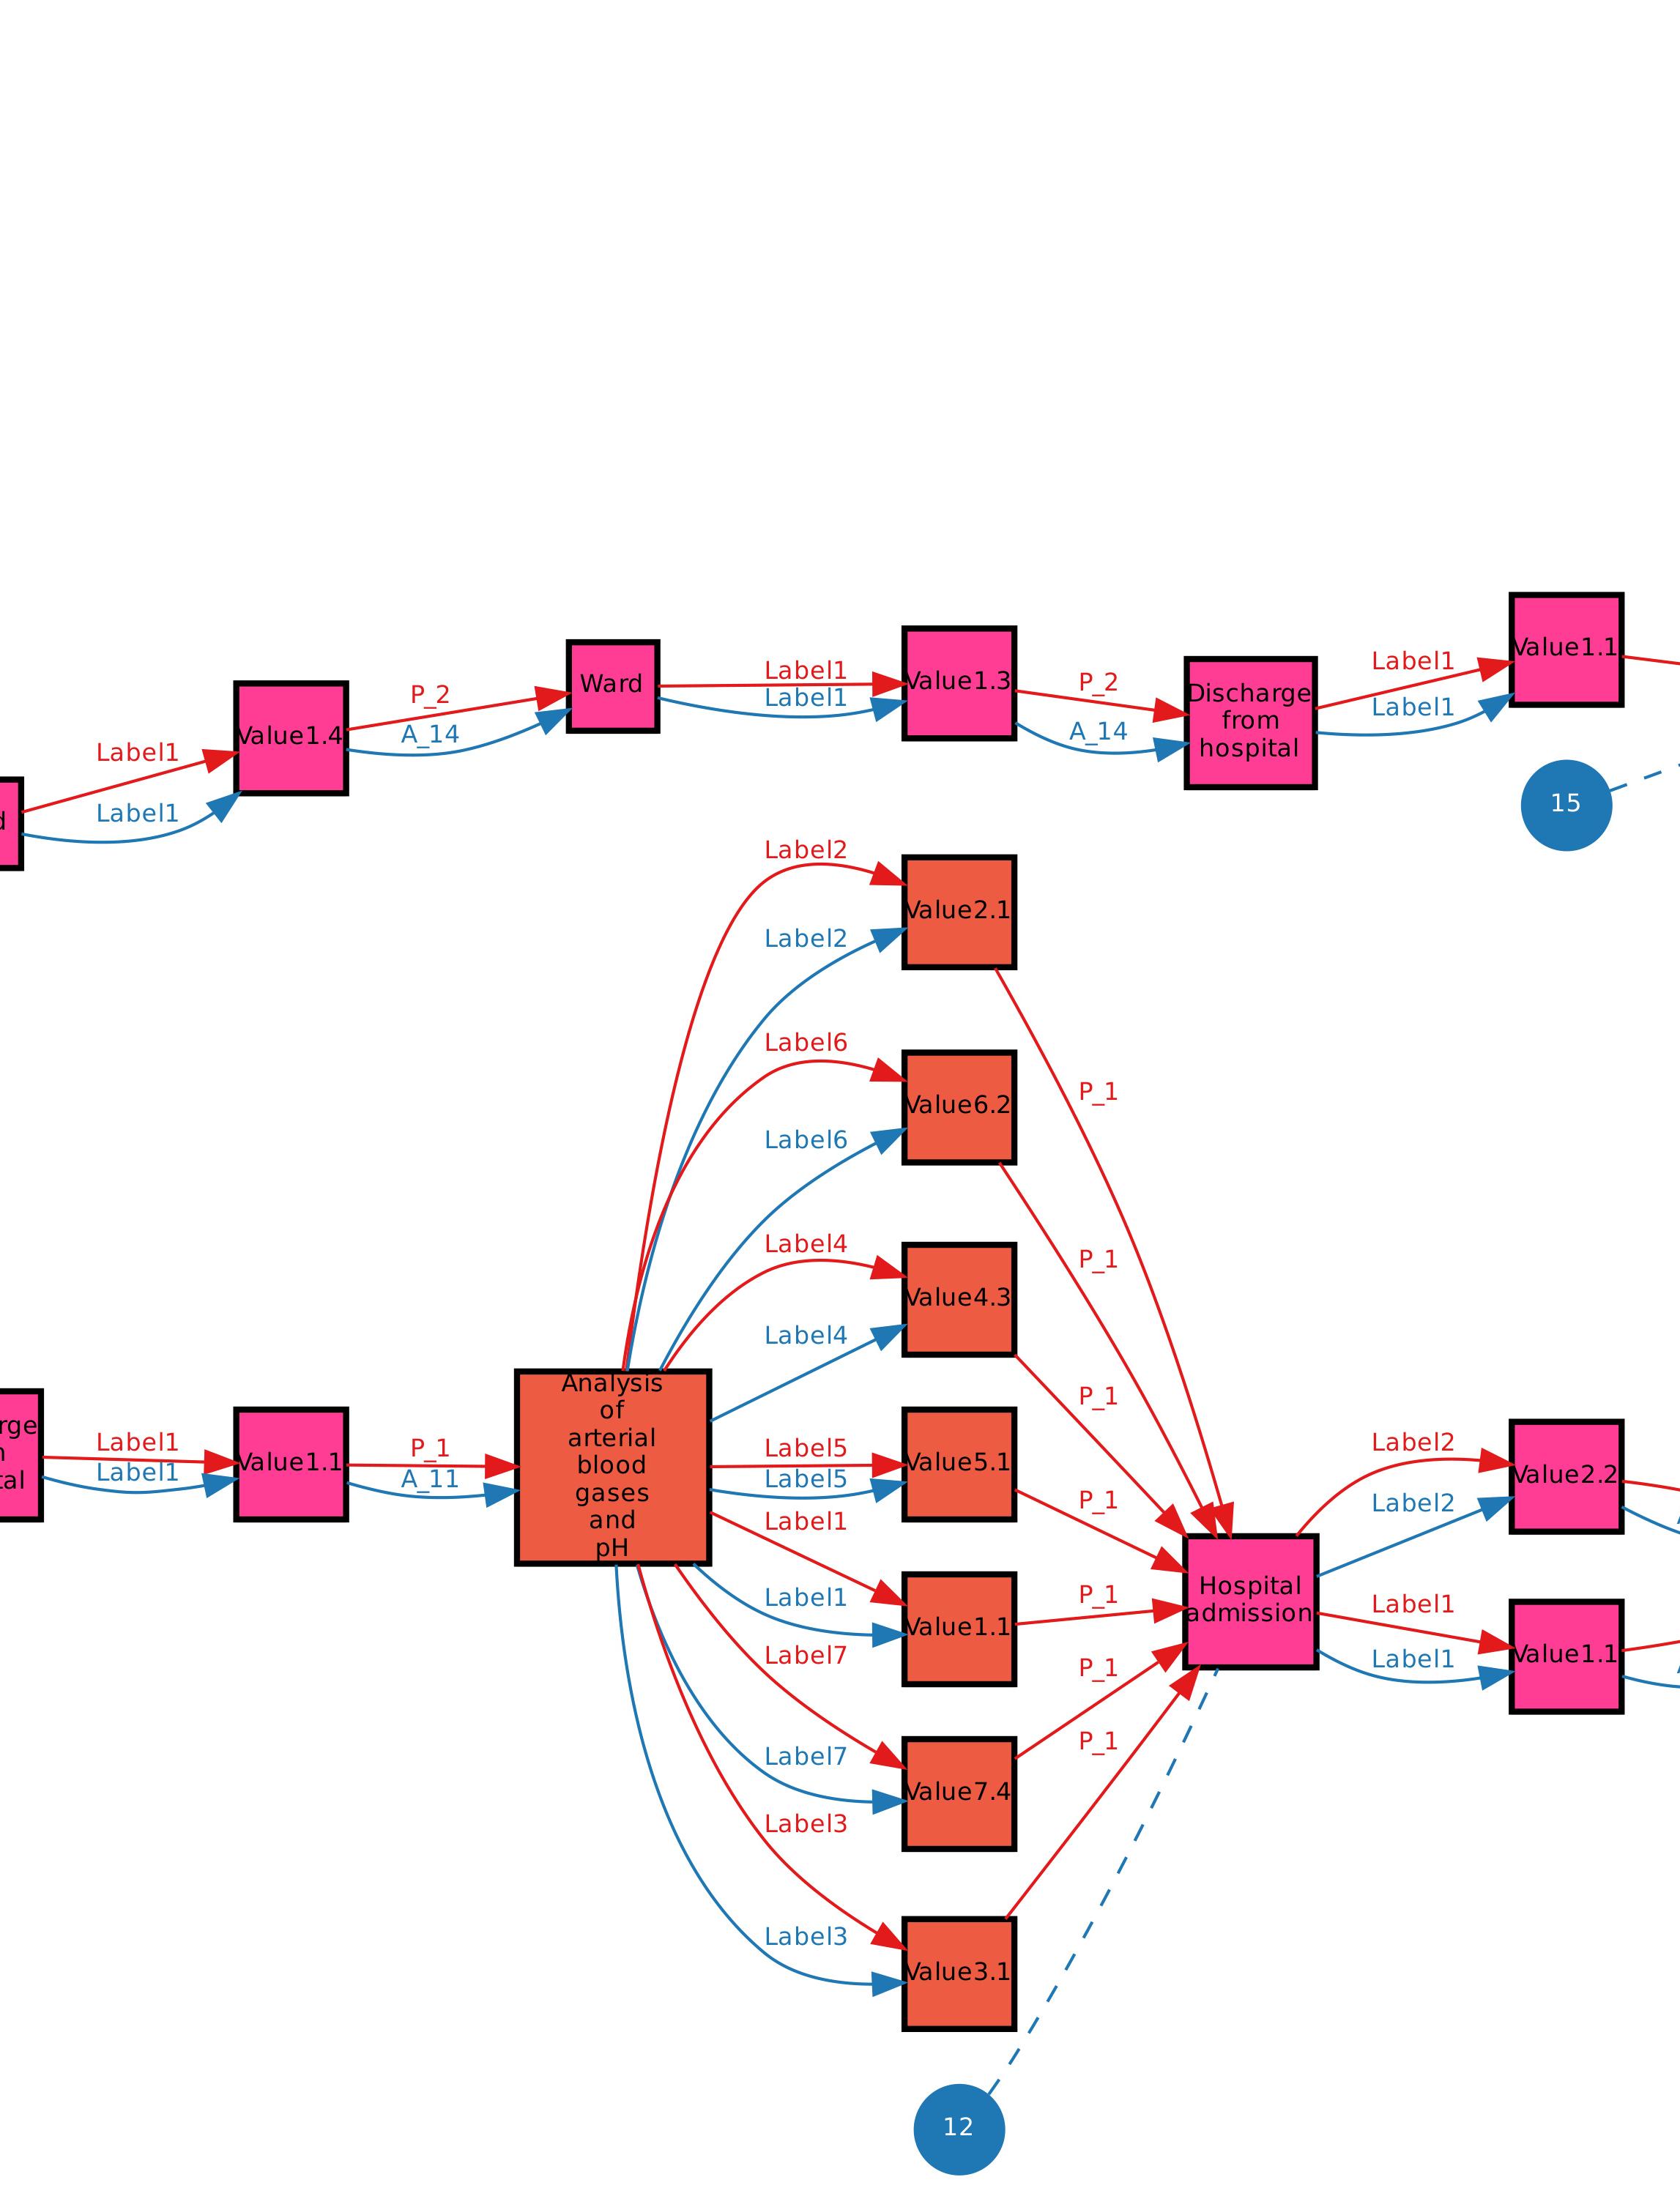 Label1
Label1
d
Value1.4
P_2
A_14
Ward
Label1
Label1
Value1.3
P_2
A_14
Discharge
from
hospital
Label1
Label1
Value1.1
15
Label2
Label2
Value2.1
Label6
Label6
Value6.2
Label4
Label4
Value4.3
rge
n
tal
Label1
Label1
Value1.1
P_1
A_11
Analysis
of
arterial
blood
gases
and
pH
Label5
Label5
Value5.1
Label1
Label1
Value1.1
Label7
Label7
Value7.4
Label3
Label3
Value3.1
P_1
P_1
P_1
P_1
P_1
P_1
P_1
Hospital
admission
Label2
Label2
Value2.2
Label1
Label1
Value1.1
12